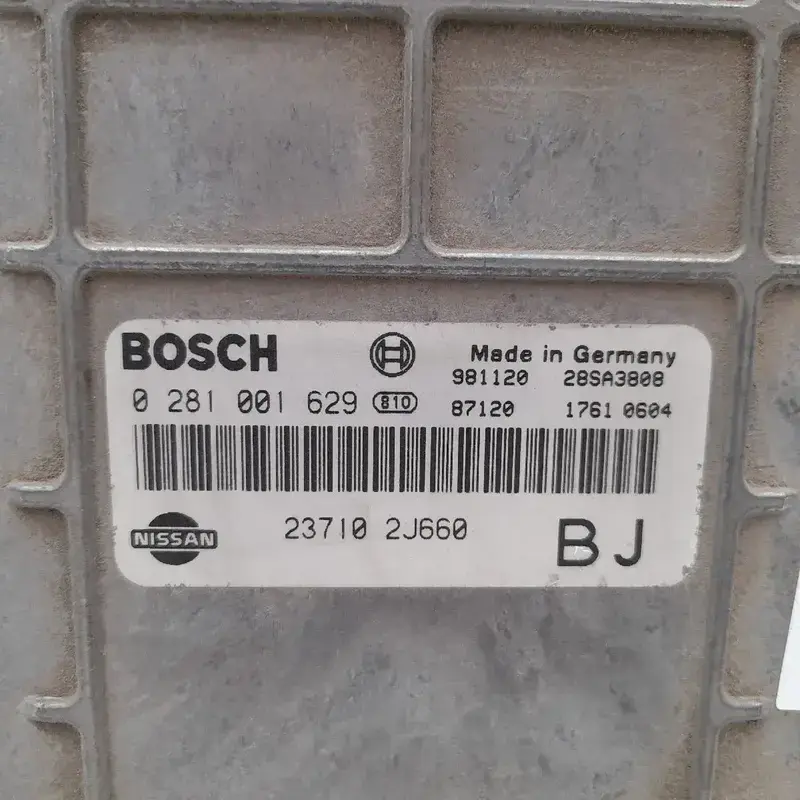 BOSCH Made in Germany
981120 28SA3808
0 281 001 629 810 87120 1761 0604
NISSAN 23710 2J660 BJ